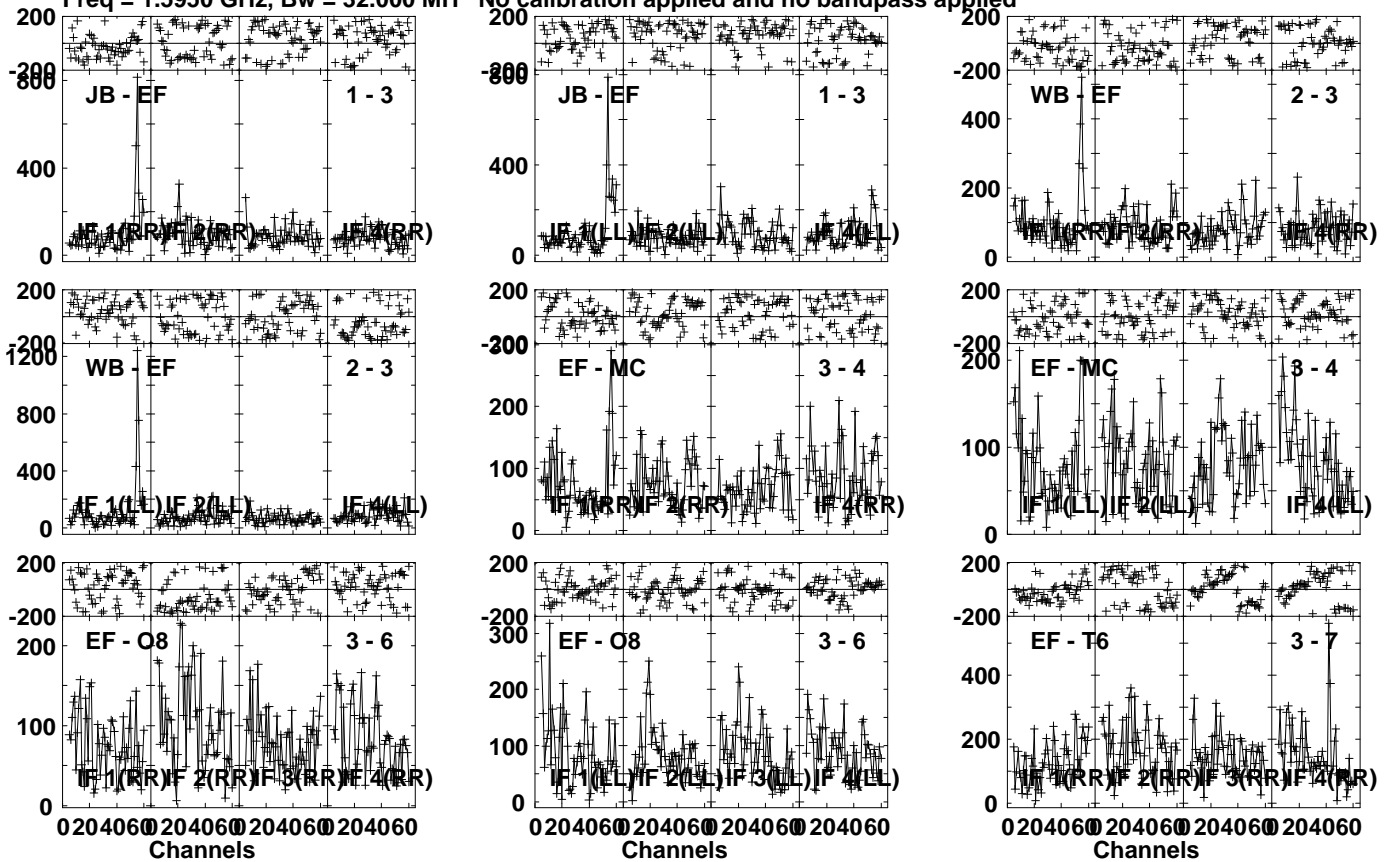 Freq = 1.5950 GHz, Bw = 32.000 MH No calibration applied and no bandpass applied
200
-200
800
400
0
JB - EF
1 - 3
IF 1(RR) IF 2(RR) IF 4(RR)
200
-200
800
400
200
0
JB - EF
1 - 3
IF 1(LL) IF 2(LL) IF 4(LL)
200
-200
400
200
0
WB - EF
2 - 3
IF 1(RR) IF 2(RR) IF 4(RR)
200
-200
1200
800
400
0
WB - EF
2 - 3
IF 1(LL) IF 2(LL) IF 4(LL)
200
-200
300
200
100
0
EF - MC
3 - 4
IF 1(RR) IF 2(RR) IF 4(RR)
200
-200
200
100
0
EF - MC
3 - 4
IF 1(LL) IF 2(LL) IF 4(LL)
200
-200
200
100
0
EF - O8
3 - 6
IF 1(RR) IF 2(RR) IF 3(RR) IF 4(RR)
0 20 40 60 0 20 40 60 0 20 40 60 0 20 40 60
Channels
200
-200
300
200
100
0
EF - O8
3 - 6
IF 1(LL) IF 2(LL) IF 3(LL) IF 4(LL)
0 20 40 60 0 20 40 60 0 20 40 60 0 20 40 60
Channels
200
-200
400
200
0
EF - T6
3 - 7
IF 1(RR) IF 2(RR) IF 3(RR) IF 4(RR)
0 20 40 60 0 20 40 60 0 20 40 60 0 20 40 60
Channels